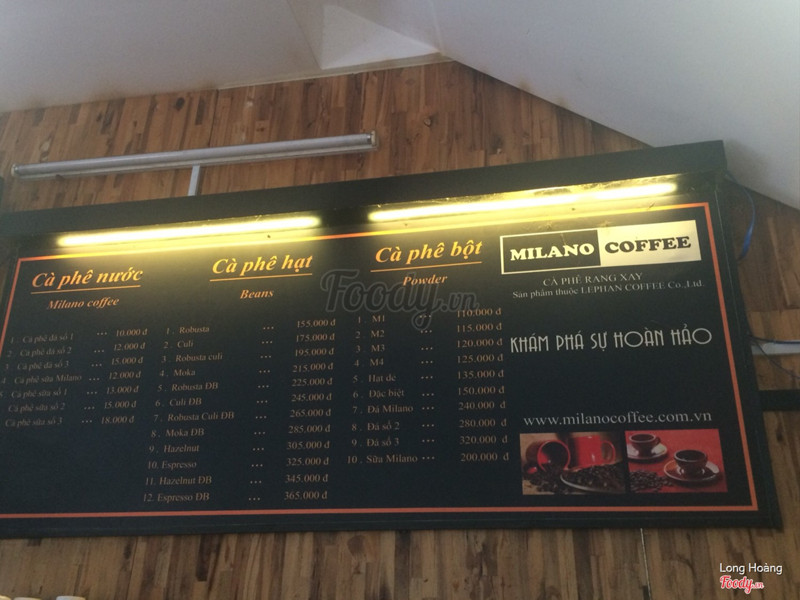 Cà phê nước
Milano coffee
1. Cà phê đá số 1 ... 10.000 đ
2. Cà phê đá số 2 ... 12.000 đ
3 Cà phê đá số 3 ... 15.000 đ
4 Cà phê sữa Milano ... 12.000 đ
Cà phê sữa số 1 ... 13.000 đ
Cà phê sữa số 2 ... 15.000 đ
Cà phê sữa số 3 ... 18.000 đ
Cà phê hạt
Beans
1 . Robusta ... 155.000 đ
2 . Culi ... 175.000 đ
3 Robusta culi ... 195.000 đ
4 . Moka ... 215.000 đ
5 . Robusta ĐB ... 225.000 đ
6 . Culi ĐB ... 245.000 đ
7 . Robusta Culi ĐB ... 265.000 đ
8 . Moka ĐB ... 285.000 đ
9 . Hazelnut ... 305.000 đ
10. Espresso ... 325.000 đ
11. Hazelnut ĐB ... 345.000 đ
12. Espresso ĐB ... 365.000 đ
Cà phê bột
Powder
1 M1 ... 110.000 đ
2 . M2 ... 115.000 đ
3 . M3 ... 120.000 đ
4 . M4 ... 125.000 đ
5 . Hat de ... 135.000 đ
6 . Đặc biệt ... 150.000 đ
7 . Đá Milano ... 240.000 đ
8 . Đá số 2 ... 280.000 đ
9 . Đá số 3 ... 320.000 đ
10 . Sữa Milano ... 200.000 đ
MILANO COFFEE
CÀ PHÊ RANG XAY
Sản phẩm thuộc LEPHAN COFFEE Co.,Ltd.
KHÁM PHÁ SỰ HOÀN HẢO
www.milanocoffee.com.vn
Foody.vn
Long Hoàng
Foody.vn